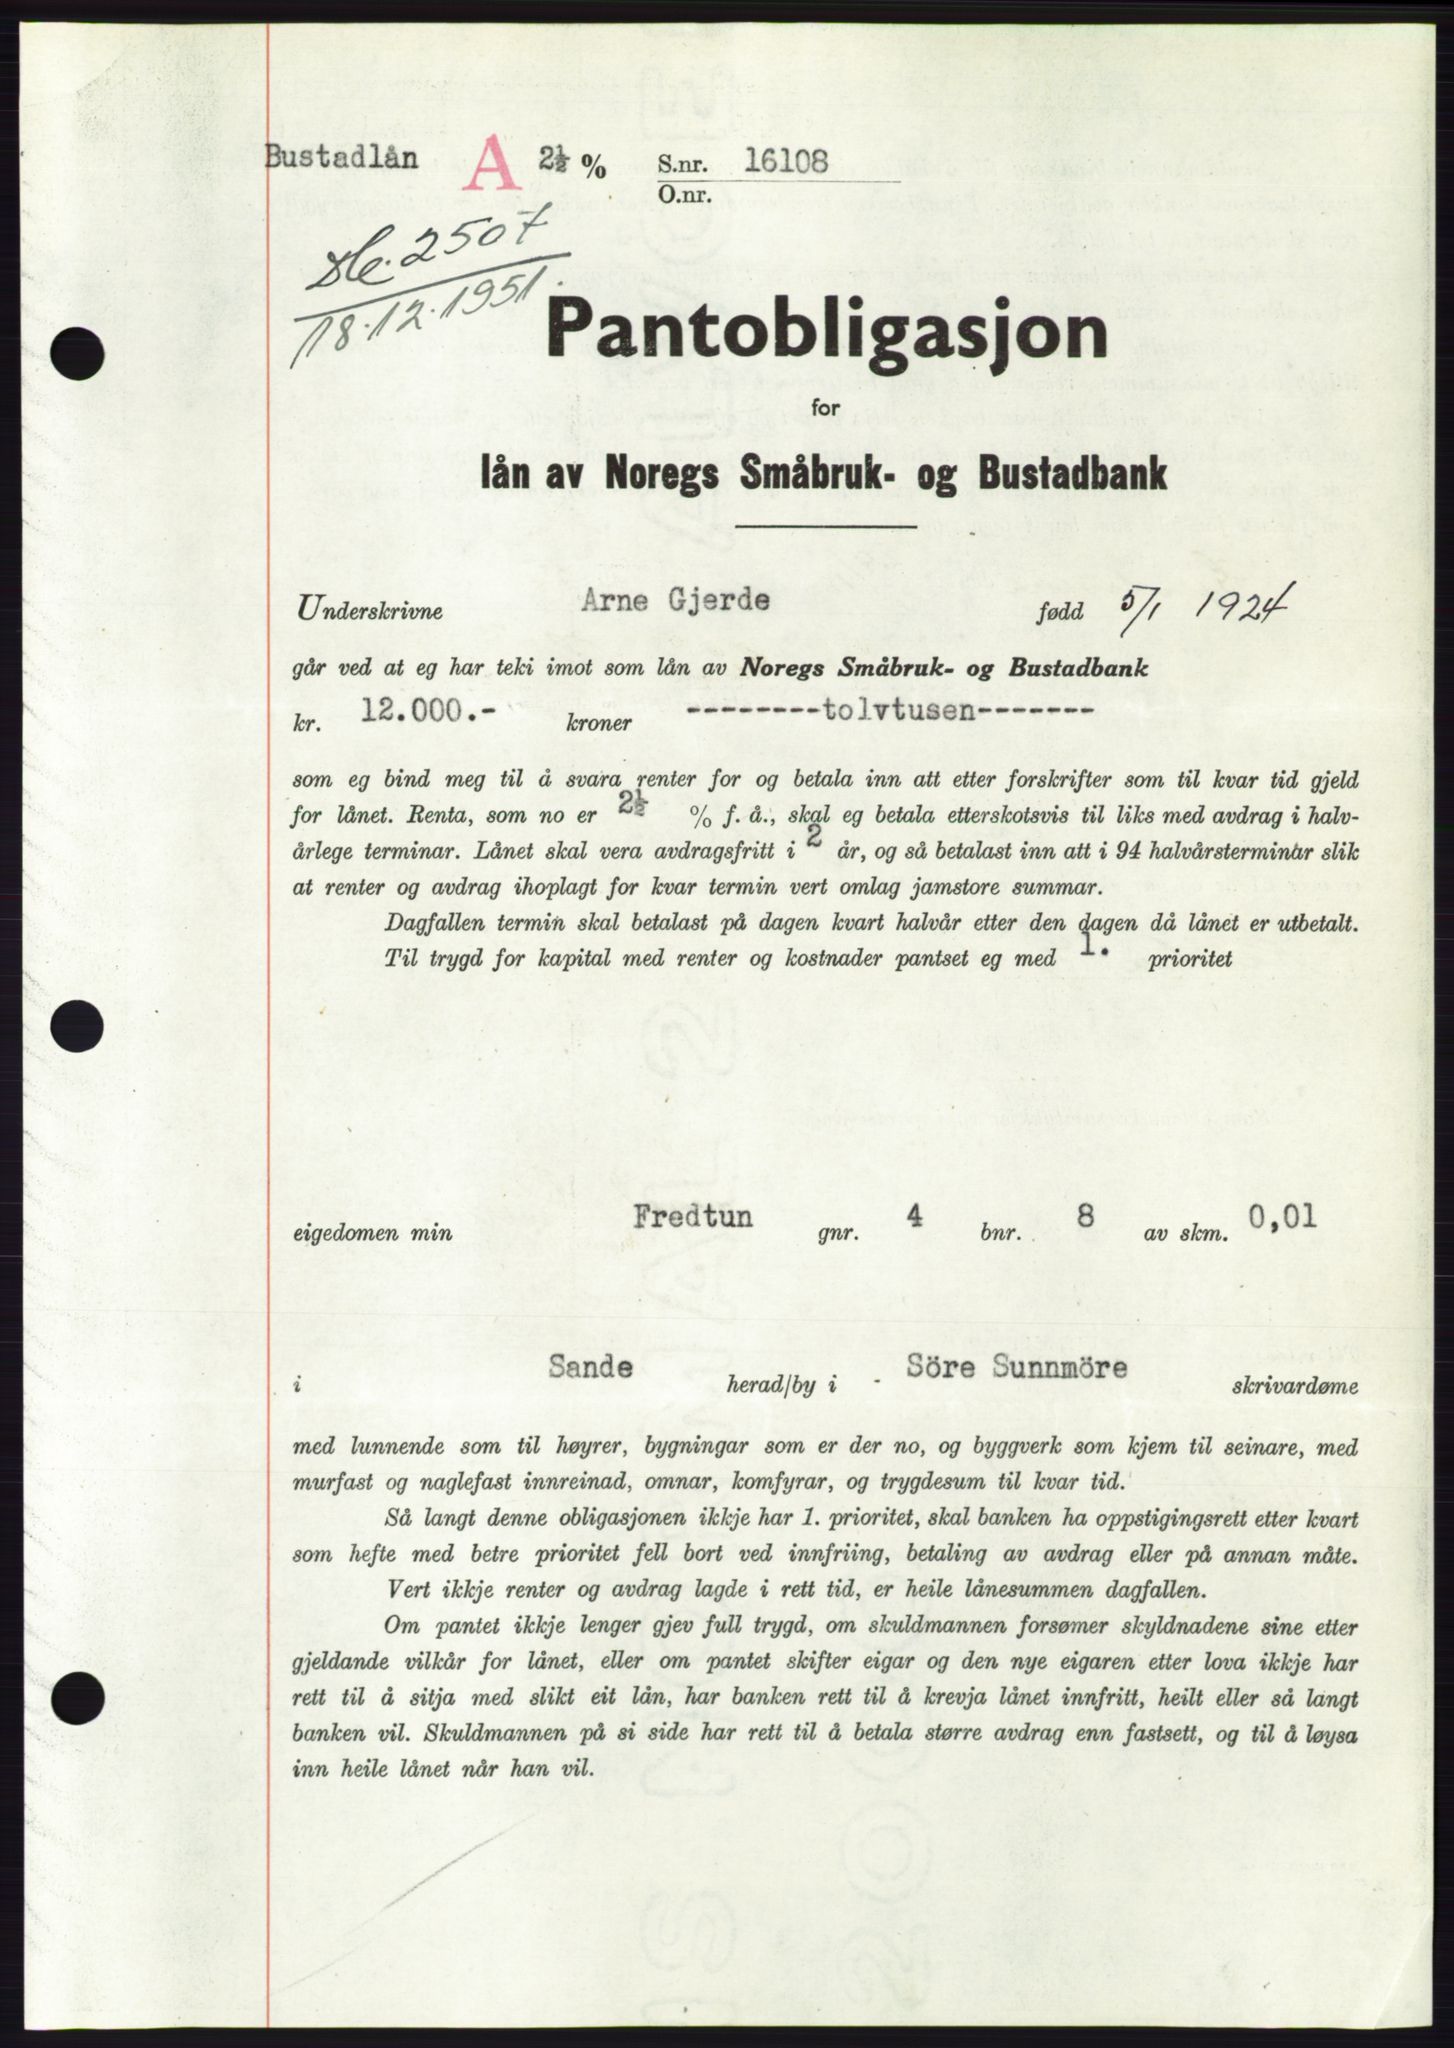 Bustadlån A 2½ % S.nr. 16108
O.nr.
2507
18.12.1951.
Pantobligasjon
for
lån av Noregs Småbruk- og Bustadbank
Underskrivne Arne Gjerde fødd 5/1 1924
går ved at eg har teki imot som lån av Noregs Småbruk- og Bustadbank
kr. 12.000.- kroner --------tolvtusen-------
som eg bind meg til å svara renter for og betala inn att etter forskrifter som til kvar tid gjeld
for lånet. Renta, som no er 2½ % f. å., skal eg betala etterskotsvis til liks med avdrag i halv-
årlege terminar. Lånet skal vera avdragsfritt i 2 år, og så betalast inn att i 94 halvårsterminar slik
at renter og avdrag ihoplagt for kvar termin vert omlag jamstore summar.
Dagfallen termin skal betalast på dagen kvart halvår etter den dagen då lånet er utbetalt.
Til trygd for kapital med renter og kostnader pantset eg med 1. prioritet
eigedomen min Fredtun gnr. 4 bnr. 8 av skm. 0,01
i Sande herad/by i Söre Sunnmöre skrivardøme
med lunnende som til høyrer, bygningar som er der no, og byggverk som kjem til seinare, med
murfast og naglefast innreinad, omnar, komfyrar, og trygdesum til kvar tid.
Så langt denne obligasjonen ikkje har 1. prioritet, skal banken ha oppstigingsrett etter kvart
som hefte med betre prioritet fell bort ved innfriing, betaling av avdrag eller på annan måte.
Vert ikkje renter og avdrag lagde i rett tid, er heile lånesummen dagfallen.
Om pantet ikkje lenger gjev full trygd, om skuldmannen forsømer skyldnadene sine etter
gjeldande vilkår for lånet, eller om pantet skifter eigar og den nye eigaren etter lova ikkje har
rett til å sitja med slikt eit lån, har banken rett til å krevja lånet innfritt, heilt eller så langt
banken vil. Skuldmannen på si side har rett til å betala større avdrag enn fastsett, og til å løysa
inn heile lånet når han vil.